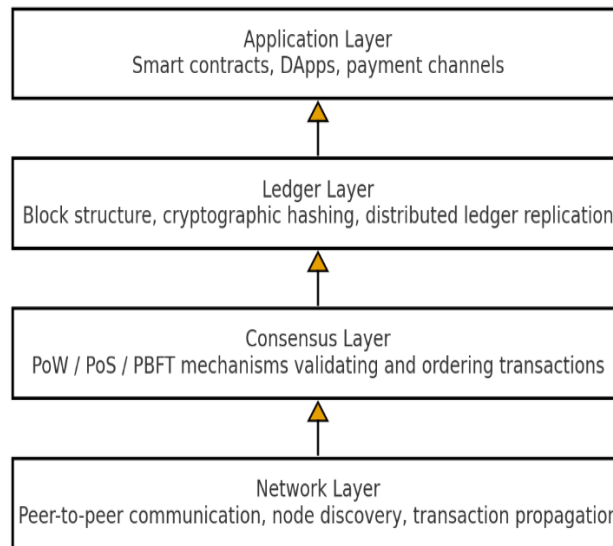 Application Layer
Smart contracts, DApps, payment channels
Ledger Layer
Block structure, cryptographic hashing, distributed ledger replication
Consensus Layer
PoW / PoS / PBFT mechanisms validating and ordering transactions
Network Layer
Peer-to-peer communication, node discovery, transaction propagation